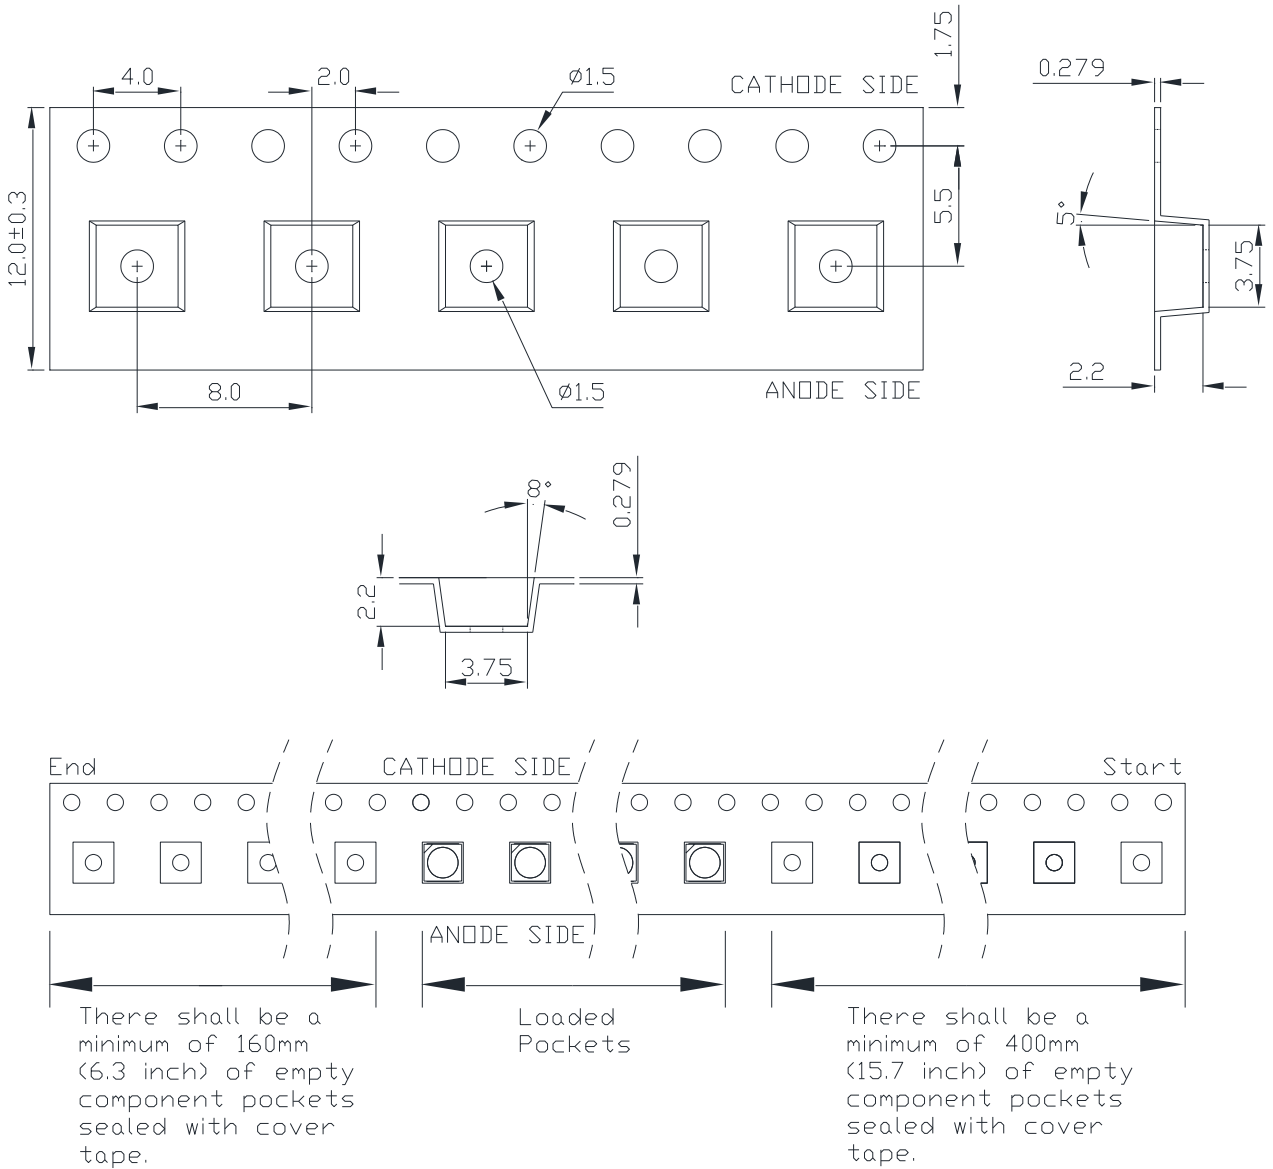 1.75
4.0
2.0
Ø1.5
CATHODE SIDE
0.279
12.0±0.3
5.5
5°
3.75
8.0
Ø1.5
ANODE SIDE
2.2
8°
0.279
2.2
3.75
End
CATHODE SIDE
Start
ANODE SIDE
There shall be a
minimum of 160mm
(6.3 inch) of empty
component pockets
sealed with cover
tape.
Loaded
Pockets
There shall be a
minimum of 400mm
(15.7 inch) of empty
component pockets
sealed with cover
tape.